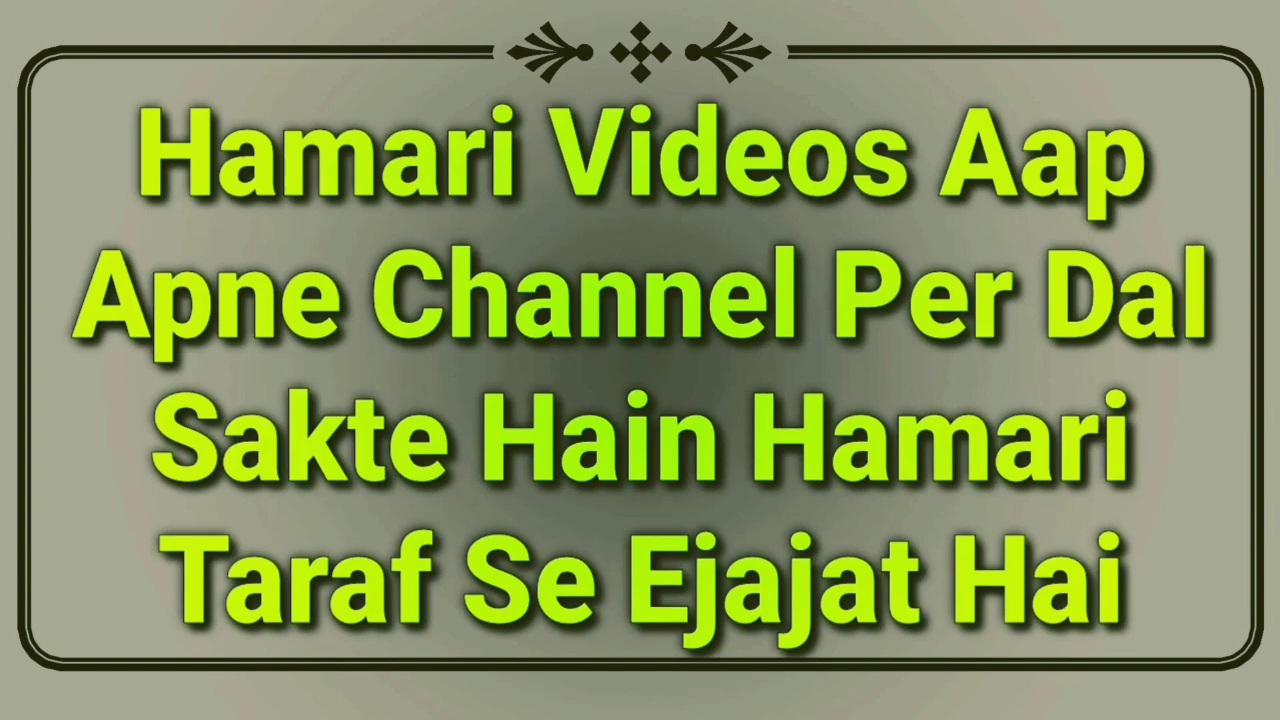 Hamari Videos Aap
Apne Channel Per Dal
Sakte Hain Hamari
Taraf Se Ejajat Hai